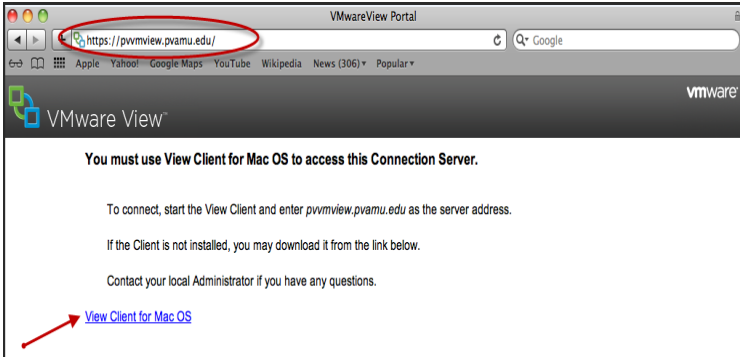 VMwareView Portal
https://pvvmview.pvamu.edu/
Google
Apple Yahoo! Google Maps YouTube Wikipedia News (306) Popular
vmware
VMware View™
You must use View Client for Mac OS to access this Connection Server.
To connect, start the View Client and enter pvvmview.pvamu.edu as the server address.
If the Client is not installed, you may download it from the link below.
Contact your local Administrator if you have any questions.
View Client for Mac OS